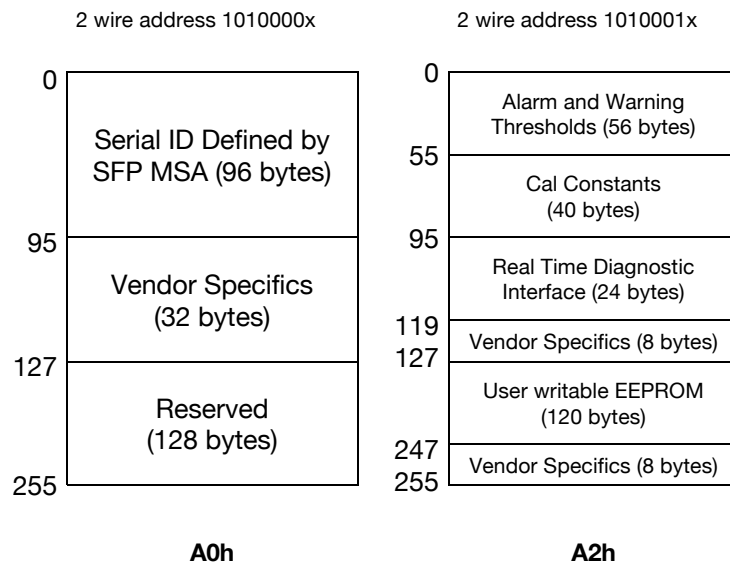 2 wire address 1010000x
0
Serial ID Defined by
SFP MSA (96 bytes)
95
Vendor Specifics
(32 bytes)
127
Reserved
(128 bytes)
255
A0h
2 wire address 1010001x
0
Alarm and Warning
Thresholds (56 bytes)
55
Cal Constants
(40 bytes)
95
Real Time Diagnostic
Interface (24 bytes)
119
Vendor Specifics (8 bytes)
127
User writable EEPROM
(120 bytes)
247
Vendor Specifics (8 bytes)
255
A2h